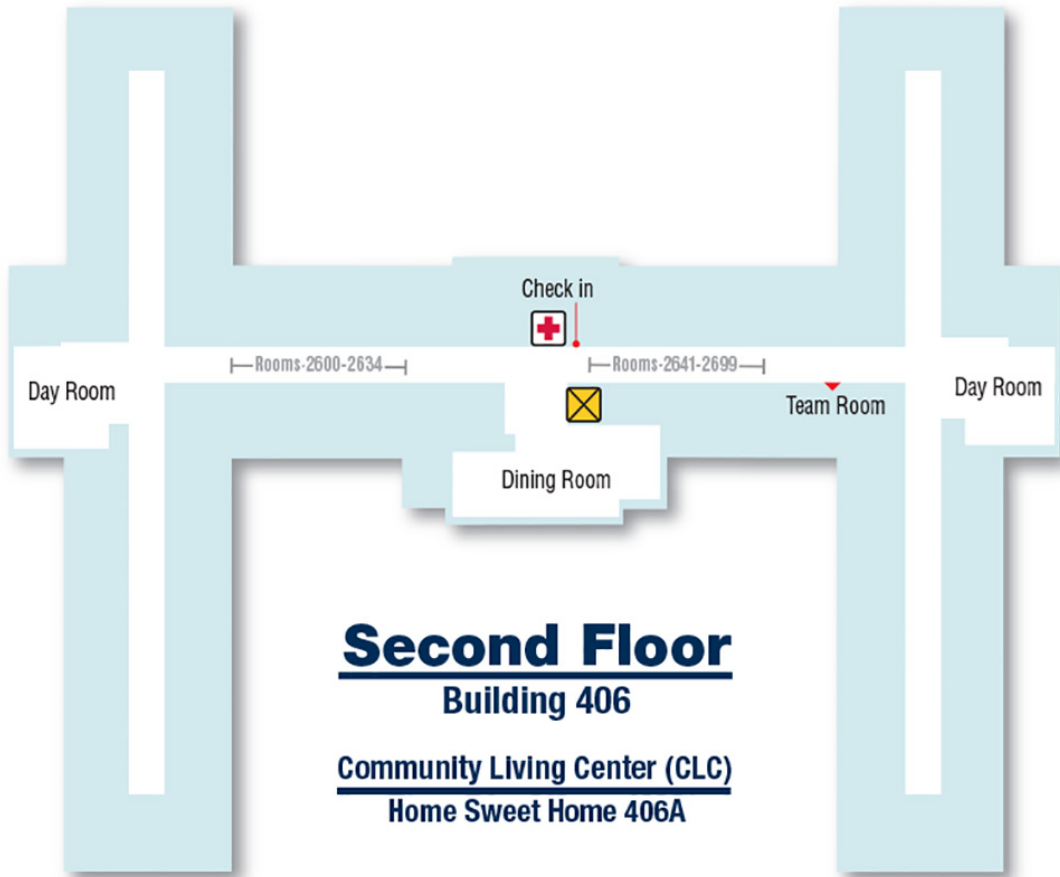 Check in
Rooms-2600-2634
Rooms-2641-2699
Day Room
Day Room
Team Room
Dining Room
Second Floor
Building 406
Community Living Center (CLC)
Home Sweet Home 406A